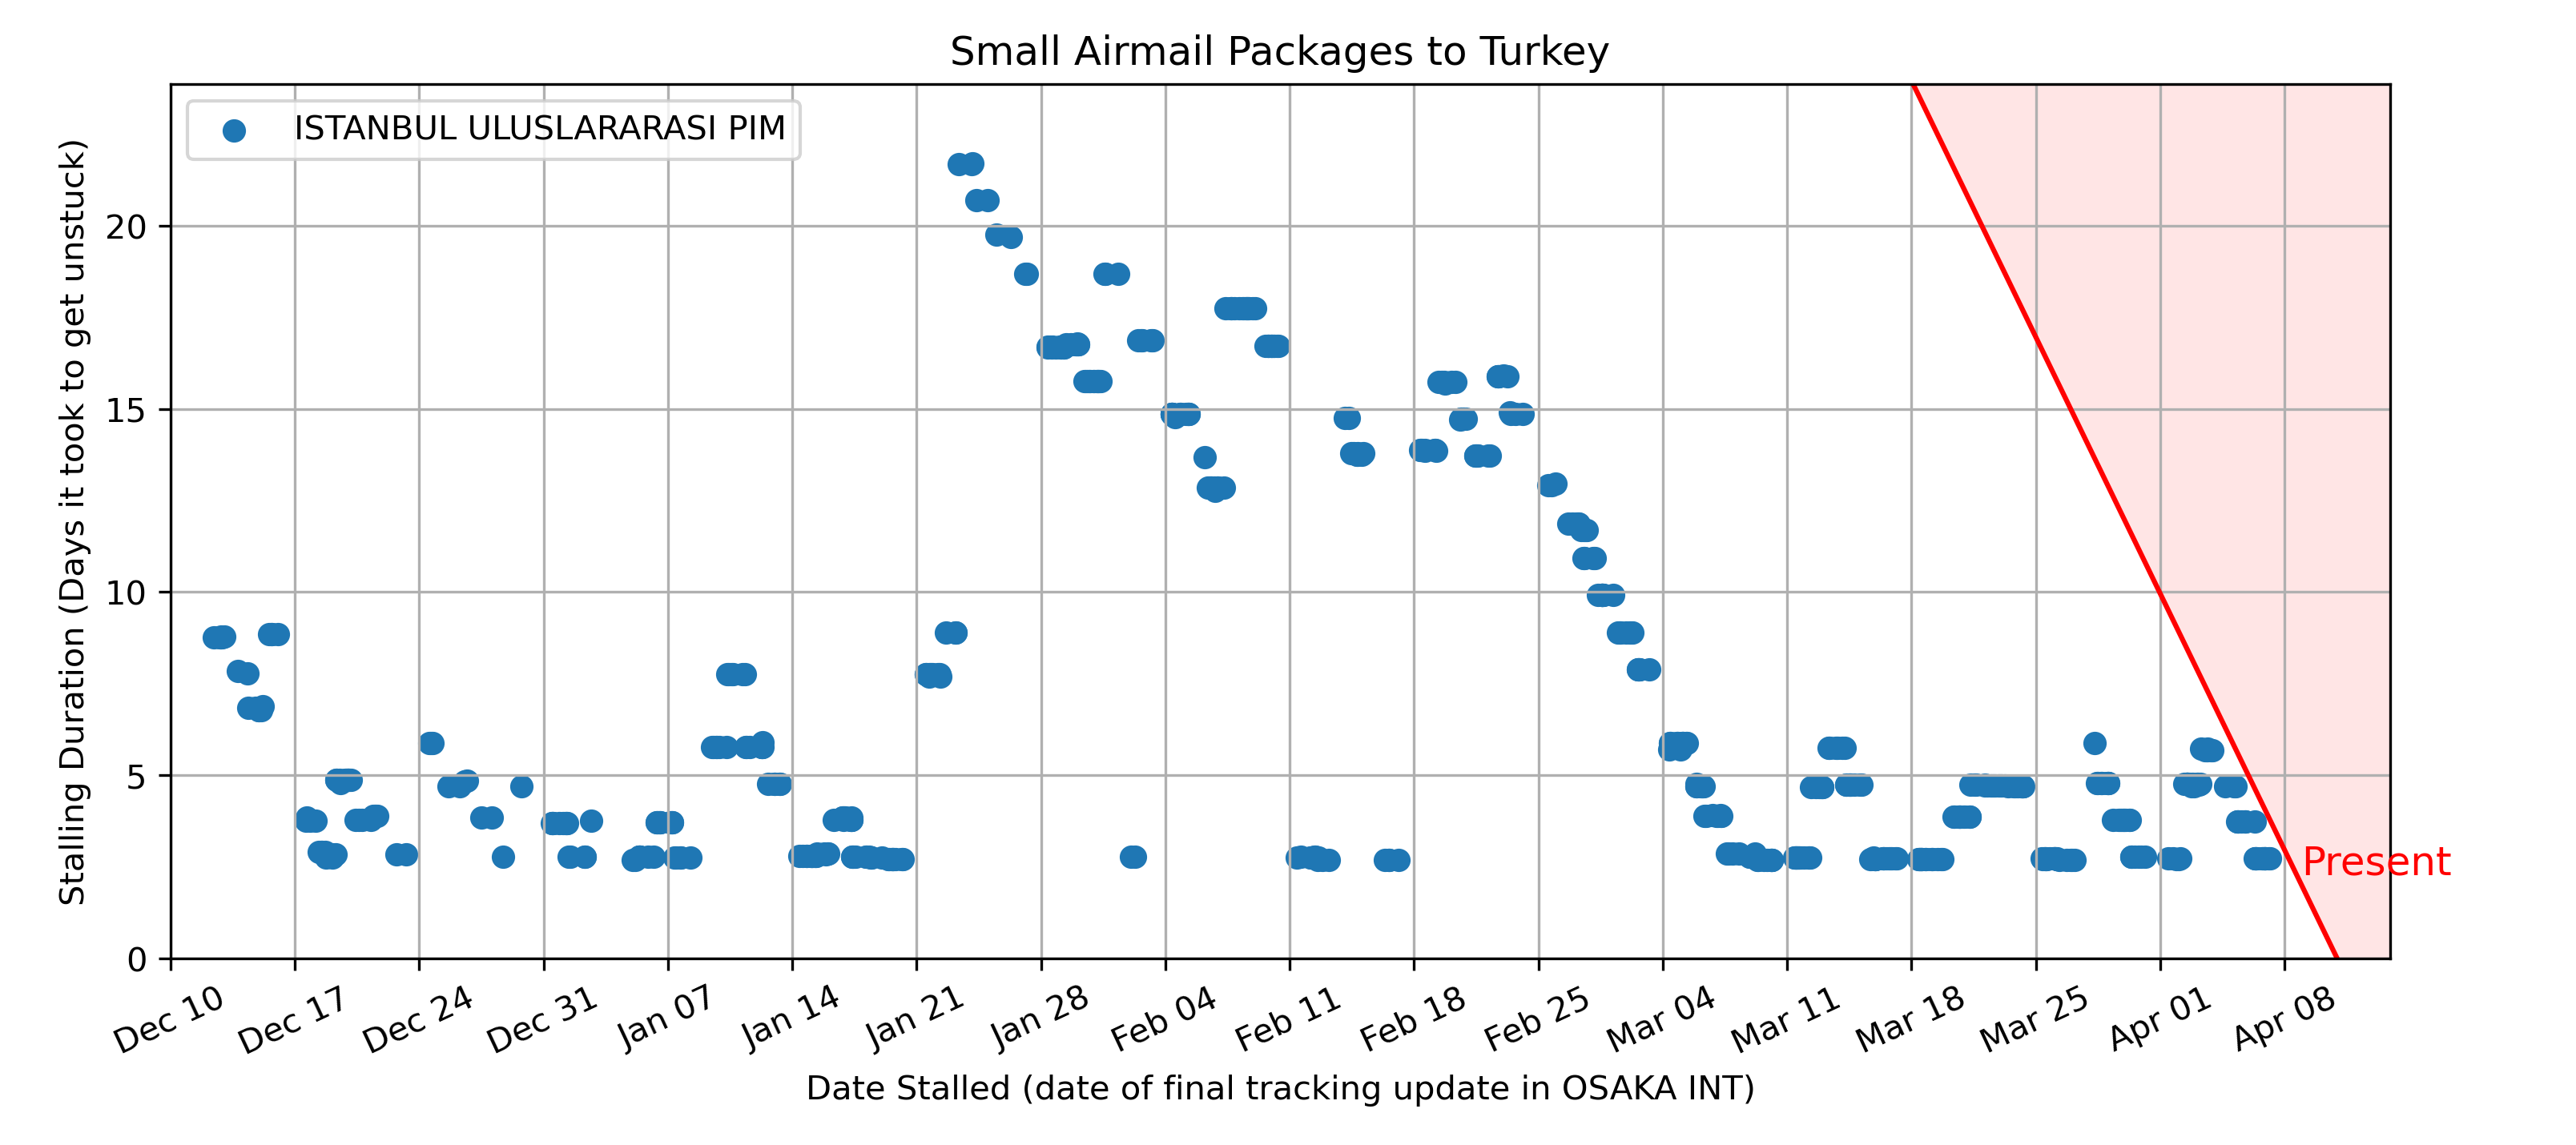 Small Airmail Packages to Turkey
ISTANBUL ULUSLARARASI PIM
Stalling Duration (Days it took to get unstuck)
20
15
10
5
0
Present
Dec 10
Dec 17
Dec 24
Dec 31
Jan 07
Jan 14
Jan 21
Jan 28
Feb 04
Feb 11
Feb 18
Feb 25
Mar 04
Mar 11
Mar 18
Mar 25
Apr 01
Apr 08
Date Stalled (date of final tracking update in OSAKA INT)